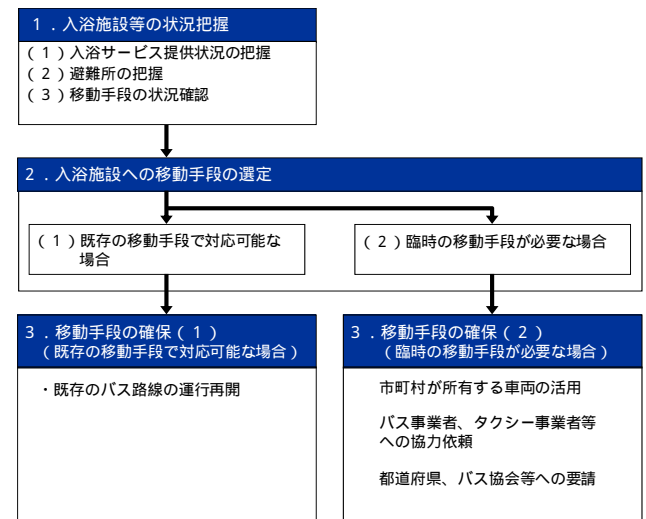 １．入浴施設等の状況把握
（１）入浴サービス提供状況の把握
（２）避難所の把握
（３）移動手段の状況確認
２．入浴施設への移動手段の選定
（１）既存の移動手段で対応可能な
場合
（２）臨時の移動手段が必要な場合
３．移動手段の確保（１）
（既存の移動手段で対応可能な場合）
・既存のバス路線の運行再開
３．移動手段の確保（２）
（臨時の移動手段が必要な場合）
市町村が所有する車両の活用
バス事業者、タクシー事業者等
への協力依頼
都道府県、バス協会等への要請